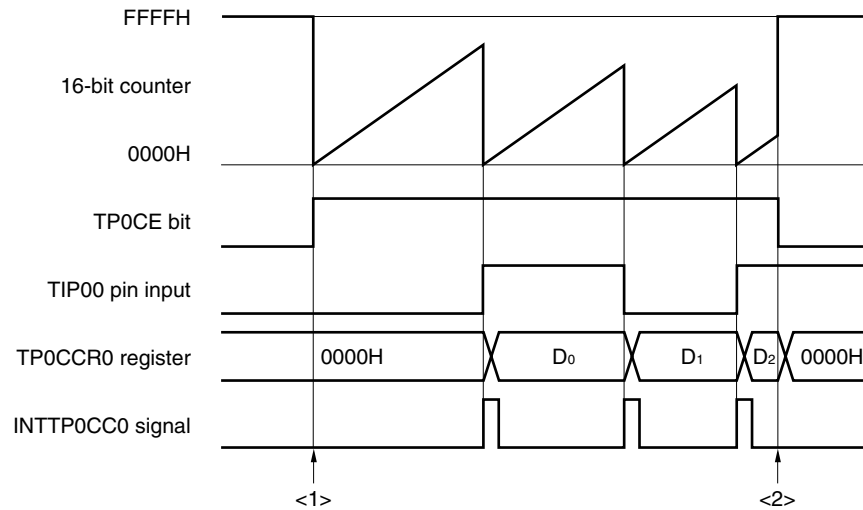 FFFFH
16-bit counter
0000H
TP0CE bit
TIP00 pin input
TP0CCR0 register
0000H
D0
D1
D2
0000H
INTTP0CC0 signal
<1>
<2>